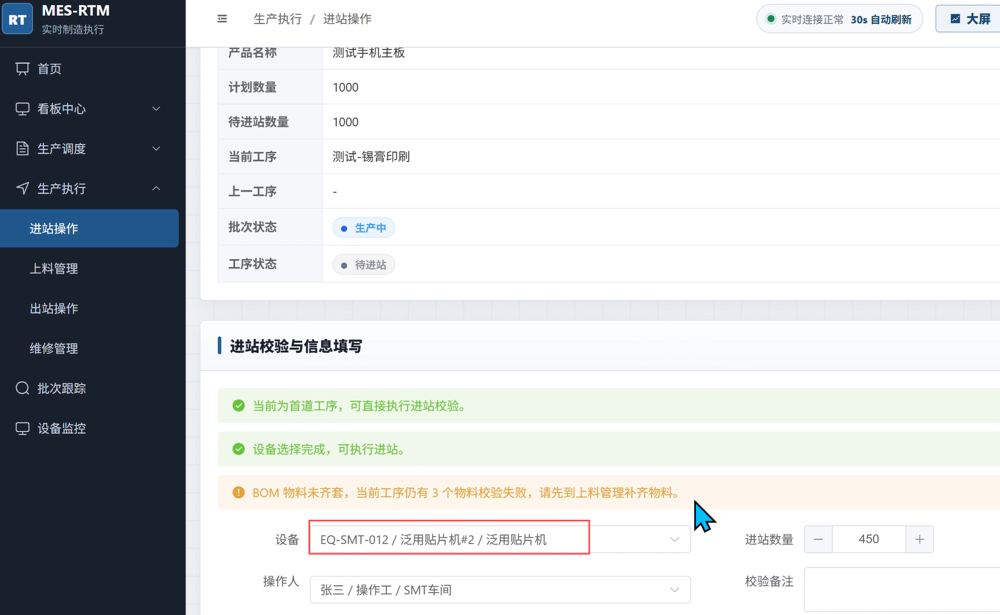 RT
MES-RTM
实时制造执行
生产执行 / 进站操作
实时连接正常 30s 自动刷新
大屏
首页
看板中心
生产调度
生产执行
进站操作
上料管理
出站操作
维修管理
批次跟踪
设备监控
产品名称 测试手机主板
计划数量 1000
待进站数量 1000
当前工序 测试-锡膏印刷
上一工序 -
批次状态 生产中
工序状态 待进站
进站校验与信息填写
当前为首道工序，可直接执行进站校验。
设备选择完成，可执行进站。
BOM 物料未齐套，当前工序仍有 3 个物料校验失败，请先到上料管理补齐物料。
设备 EQ-SMT-012 / 泛用贴片机#2 / 泛用贴片机
进站数量 450
操作人 张三 / 操作工 / SMT车间
校验备注